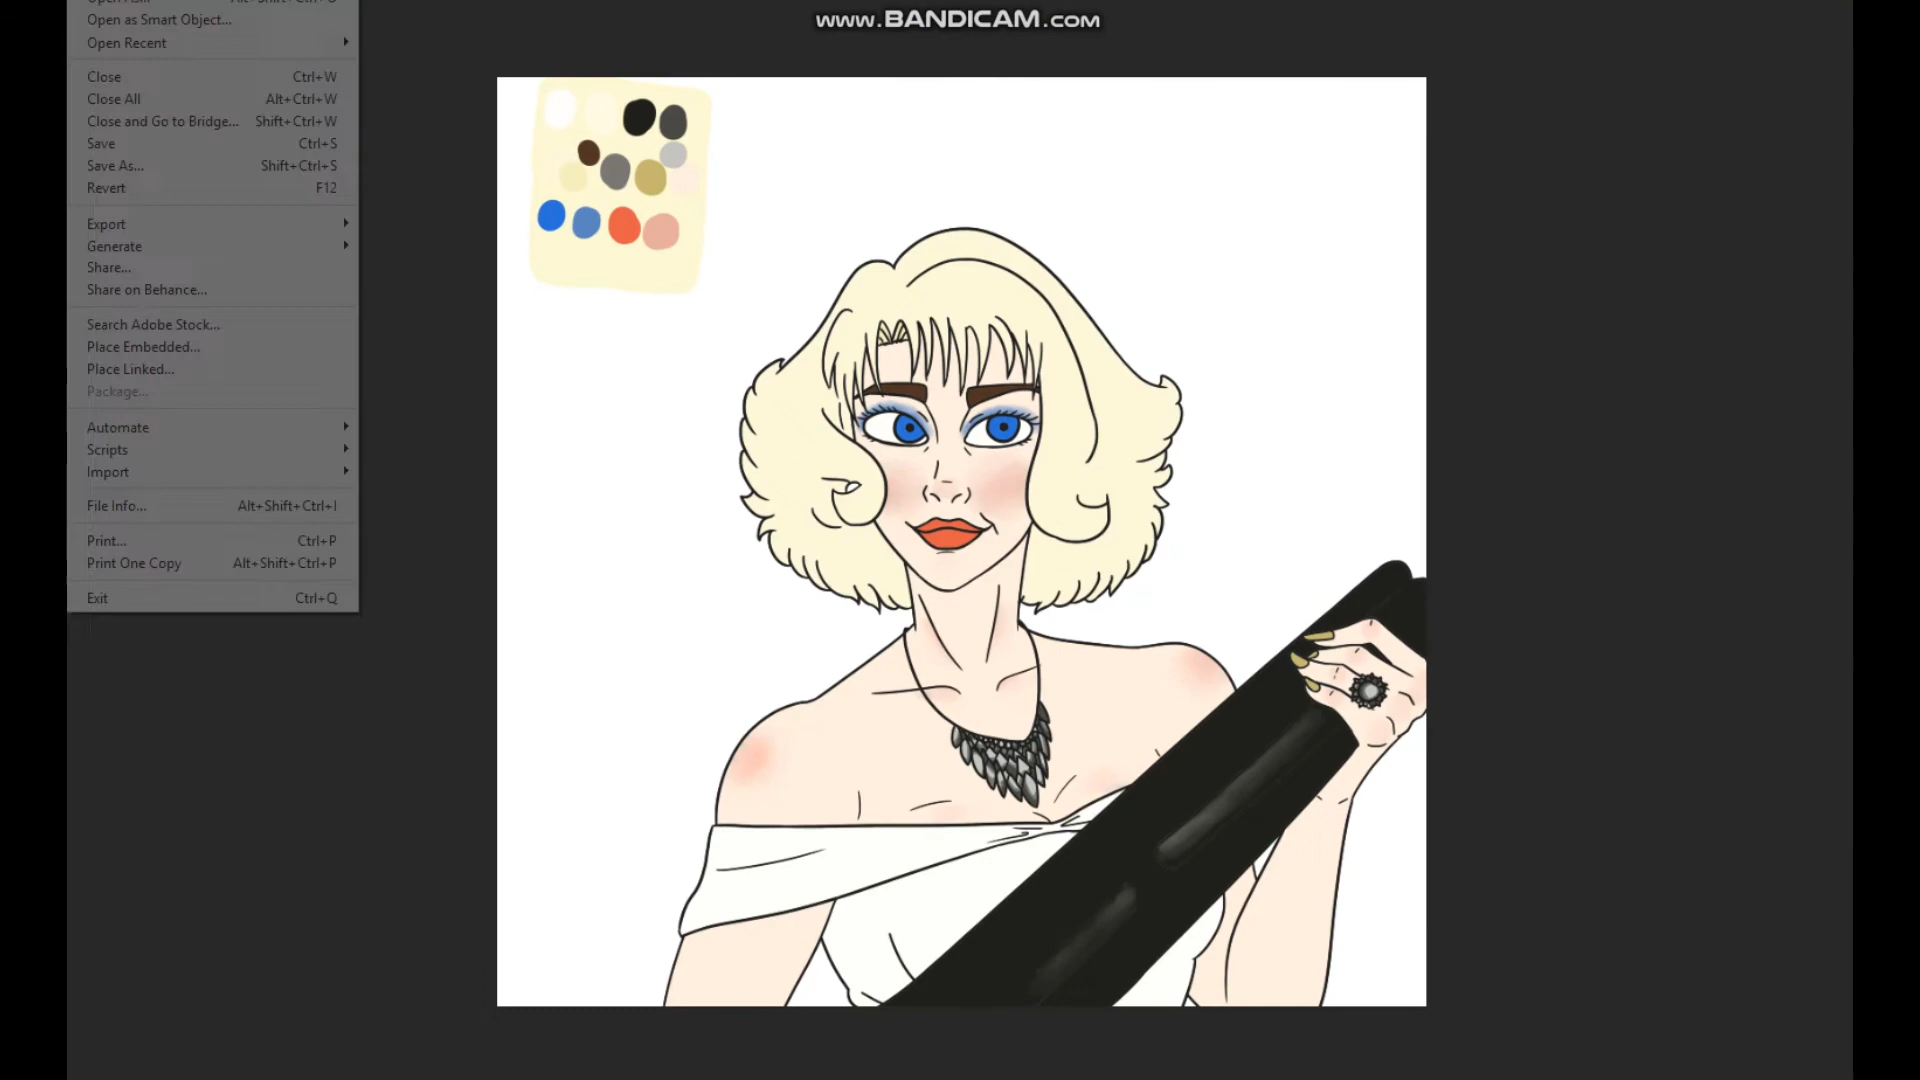 www.BANDICAM.com
Open as Smart Object...
Open Recent
Close Ctrl+W
Close All Alt+Ctrl+W
Close and Go to Bridge... Shift+Ctrl+W
Save Ctrl+S
Save As... Shift+Ctrl+S
Revert F12
Export
Generate
Share...
Share on Behance...
Search Adobe Stock...
Place Embedded...
Place Linked...
Package...
Automate
Scripts
Import
File Info... Alt+Shift+Ctrl+I
Print... Ctrl+P
Print One Copy Alt+Shift+Ctrl+P
Exit Ctrl+Q